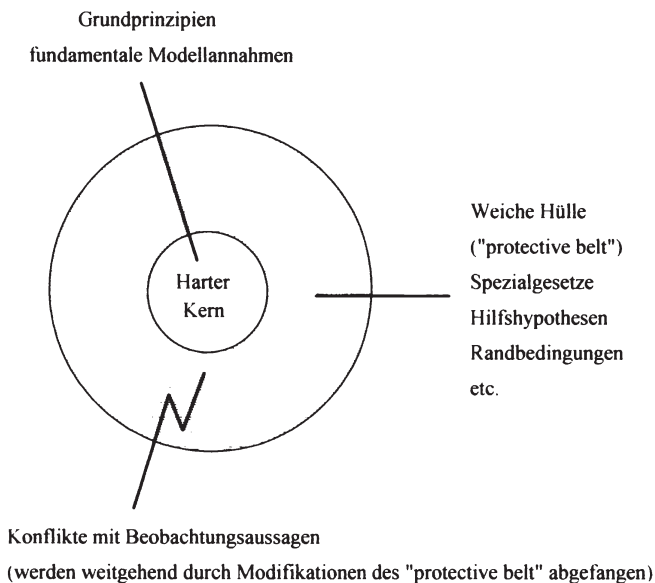 Grundprinzipien
fundamentale Modellannahmen
Harter
Kern
Weiche Hülle
("protective belt")
Spezialgesetze
Hilfshypothesen
Randbedingungen
etc.
Konflikte mit Beobachtungsaussagen
(werden weitgehend durch Modifikationen des "protective belt" abgefangen)